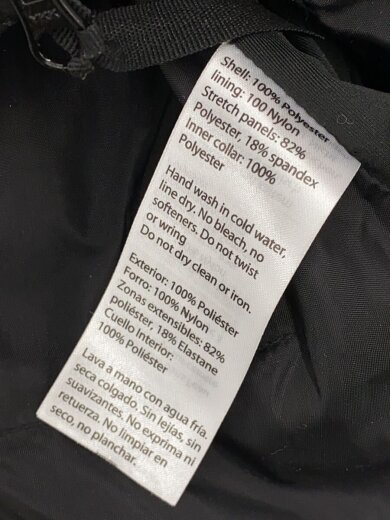 Shell: 100% Polyester
lining: 100 Nylon
Stretch panels: 82%
Polyester, 18% spandex
Inner collar: 100%
Polyester
Hand wash in cold water,
line dry. No bleach, no
softeners. Do not twist
or wring
Do not dry clean or iron.
Exterior: 100% Poliéster
Forro: 100% Nylon
Zonas extensibles: 82%
poliéster, 18% Elastane
Cuello Interior:
100% Poliéster
Lava a mano con agua fría.
seca colgado. Sin lejías, sin
suavizantes. No exprima ni
retuerza. No limpiar en
seco, no planchar.